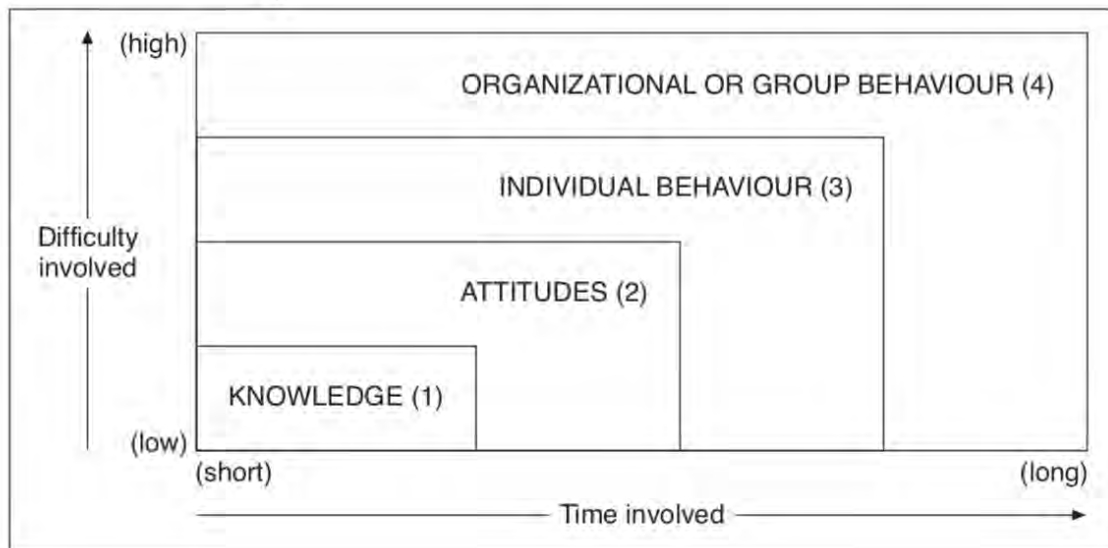 (high)
ORGANIZATIONAL OR GROUP BEHAVIOUR (4)
INDIVIDUAL BEHAVIOUR (3)
Difficulty
involved
ATTITUDES (2)
KNOWLEDGE (1)
(low)
(short)
(long)
Time involved